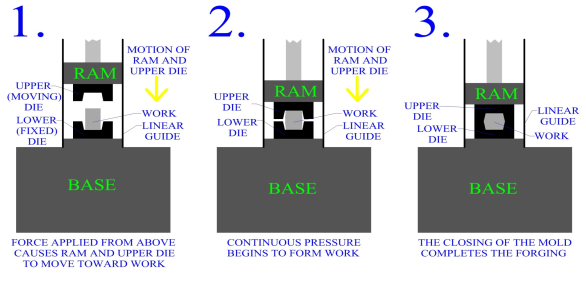 1.
MOTION OF
RAM AND
UPPER DIE
RAM
UPPER
(MOVING)
DIE
LOWER
(FIXED)
DIE
WORK
LINEAR
GUIDE
BASE
FORCE APPLIED FROM ABOVE
CAUSES RAM AND UPPER DIE
TO MOVE TOWARD WORK
2.
MOTION OF
RAM AND
UPPER DIE
RAM
UPPER
DIE
LOWER
DIE
WORK
LINEAR
GUIDE
BASE
CONTINUOUS PRESSURE
BEGINS TO FORM WORK
3.
RAM
UPPER
DIE
LOWER
DIE
LINEAR
GUIDE
WORK
BASE
THE CLOSING OF THE MOLD
COMPLETES THE FORGING